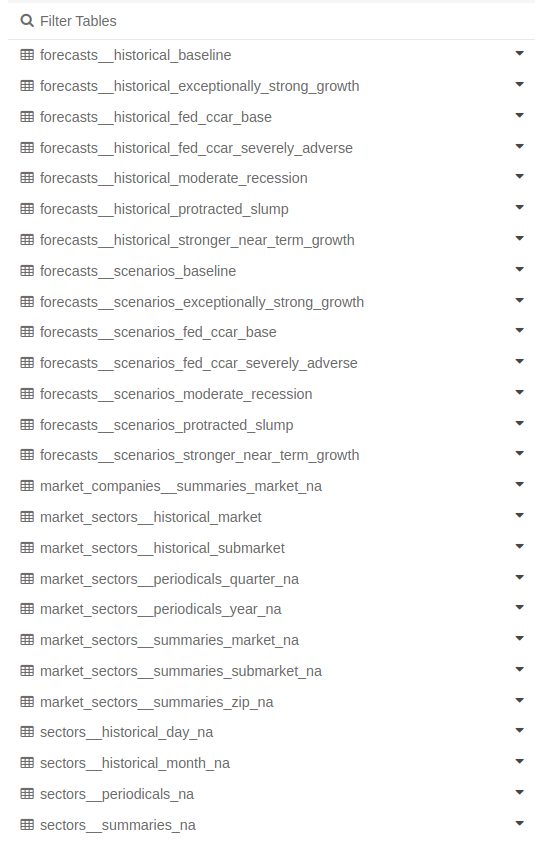 Filter Tables
forecasts__historical_baseline
forecasts__historical_exceptionally_strong_growth
forecasts__historical_fed_ccar_base
forecasts__historical_fed_ccar_severely_adverse
forecasts__historical_moderate_recession
forecasts__historical_protracted_slump
forecasts__historical_stronger_near_term_growth
forecasts__scenarios_baseline
forecasts__scenarios_exceptionally_strong_growth
forecasts__scenarios_fed_ccar_base
forecasts__scenarios_fed_ccar_severely_adverse
forecasts__scenarios_moderate_recession
forecasts__scenarios_protracted_slump
forecasts__scenarios_stronger_near_term_growth
market_companies__summaries_market_na
market_sectors__historical_market
market_sectors__historical_submarket
market_sectors__periodicals_quarter_na
market_sectors__periodicals_year_na
market_sectors__summaries_market_na
market_sectors__summaries_submarket_na
market_sectors__summaries_zip_na
sectors__historical_day_na
sectors__historical_month_na
sectors__periodicals_na
sectors__summaries_na